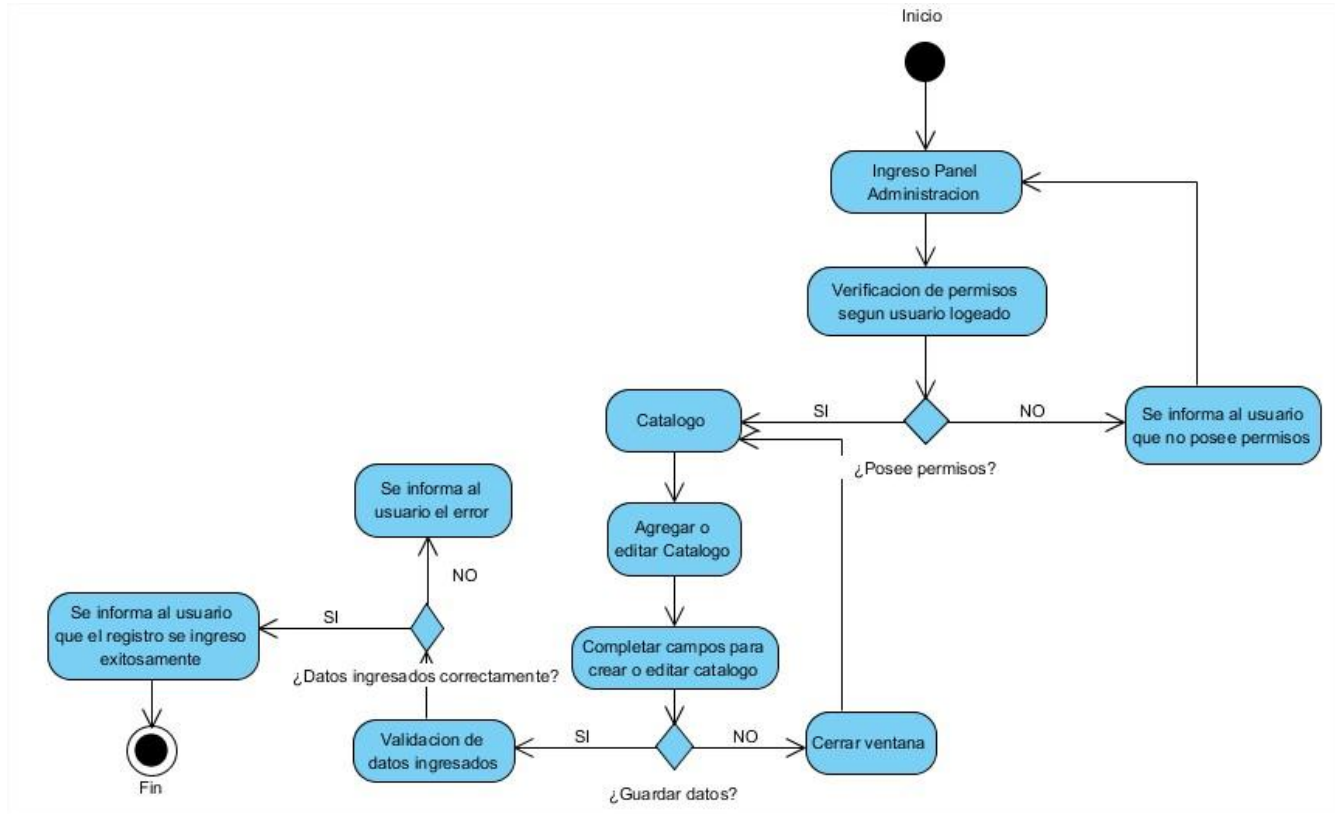 Inicio
Ingreso Panel
Administracion
Verificacion de permisos
segun usuario logeado
SI
NO
¿Posee permisos?
Se informa al usuario
que no posee permisos
Catalogo
Agregar o
editar Catalogo
Completar campos para
crear o editar catalogo
SI
NO
¿Guardar datos?
Cerrar ventana
Validacion de
datos ingresados
¿Datos ingresados correctamente?
NO
Se informa al
usuario el error
SI
Se informa al usuario
que el registro se ingreso
exitosamente
Fin